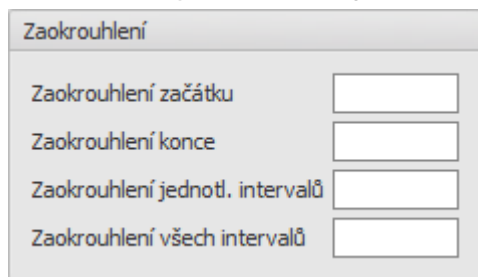 Zaokrouhlení
Zaokrouhlení začátku
Zaokrouhlení konce
Zaokrouhlení jednotl. intervalů
Zaokrouhlení všech intervalů